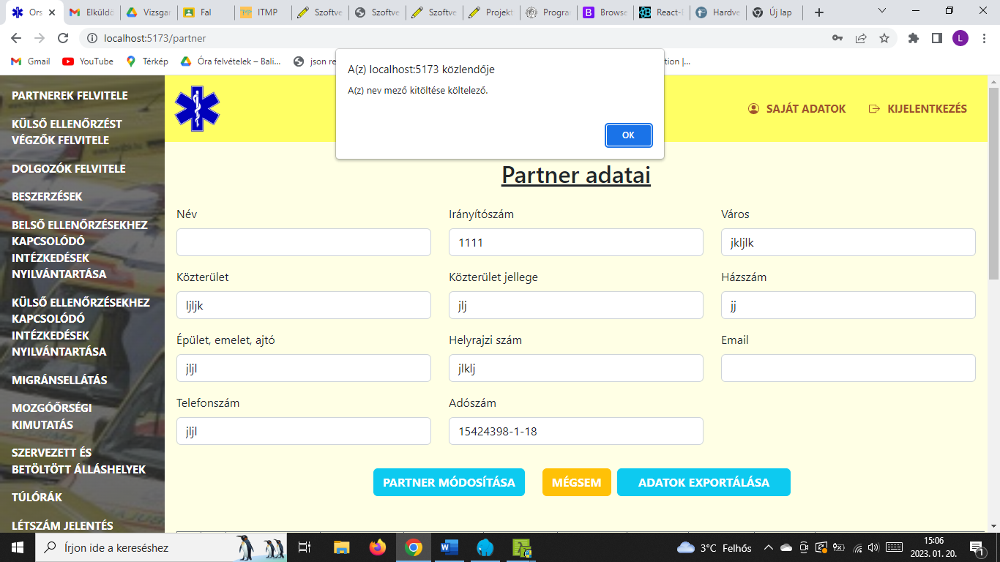 Ors
Elküldö
Vizsgar
Fal
ITMP
Szoftve
Szoftve
Szoftve
Projekt
Progra
Browse
React-E
Hardve
Új lap
localhost:5173/partner
L
Gmail
YouTube
Térkép
Óra felvételek – Bali...
json re
tion |...
A(z) localhost:5173 közlendője
A(z) nev mező kitöltése költelező.
OK
PARTNEREK FELVITELE
KÜLSŐ ELLENŐRZÉST
VÉGZŐK FELVITELE
DOLGOZÓK FELVITELE
BESZERZÉSEK
BELSŐ ELLENŐRZÉSEKHEZ
KAPCSOLÓDÓ
INTÉZKEDÉSEK
NYILVÁNTARTÁSA
KÜLSŐ ELLENŐRZÉSEKHEZ
KAPCSOLÓDÓ
INTÉZKEDÉSEK
NYILVÁNTARTÁSA
MIGRÁNSELLÁTÁS
MOZGÓŐRSÉGI
KIMUTATÁS
SZERVEZETT ÉS
BETÖLTÖTT ÁLLÁSHELYEK
TÚLÓRÁK
LÉTSZÁM JELENTÉS
SAJÁT ADATOK
KIJELENTKEZÉS
Partner adatai
Név
Irányítószám
Város
1111
jkljlk
Közterület
Közterület jellege
Házszám
ljljk
jlj
jj
Épület, emelet, ajtó
Helyrajzi szám
Email
jljl
jlklj
Telefonszám
Adószám
jljl
15424398-1-18
PARTNER MÓDOSÍTÁSA
MÉGSEM
ADATOK EXPORTÁLÁSA
Írjon ide a kereséshez
3°C Felhős
15:06
2023. 01. 20.
1